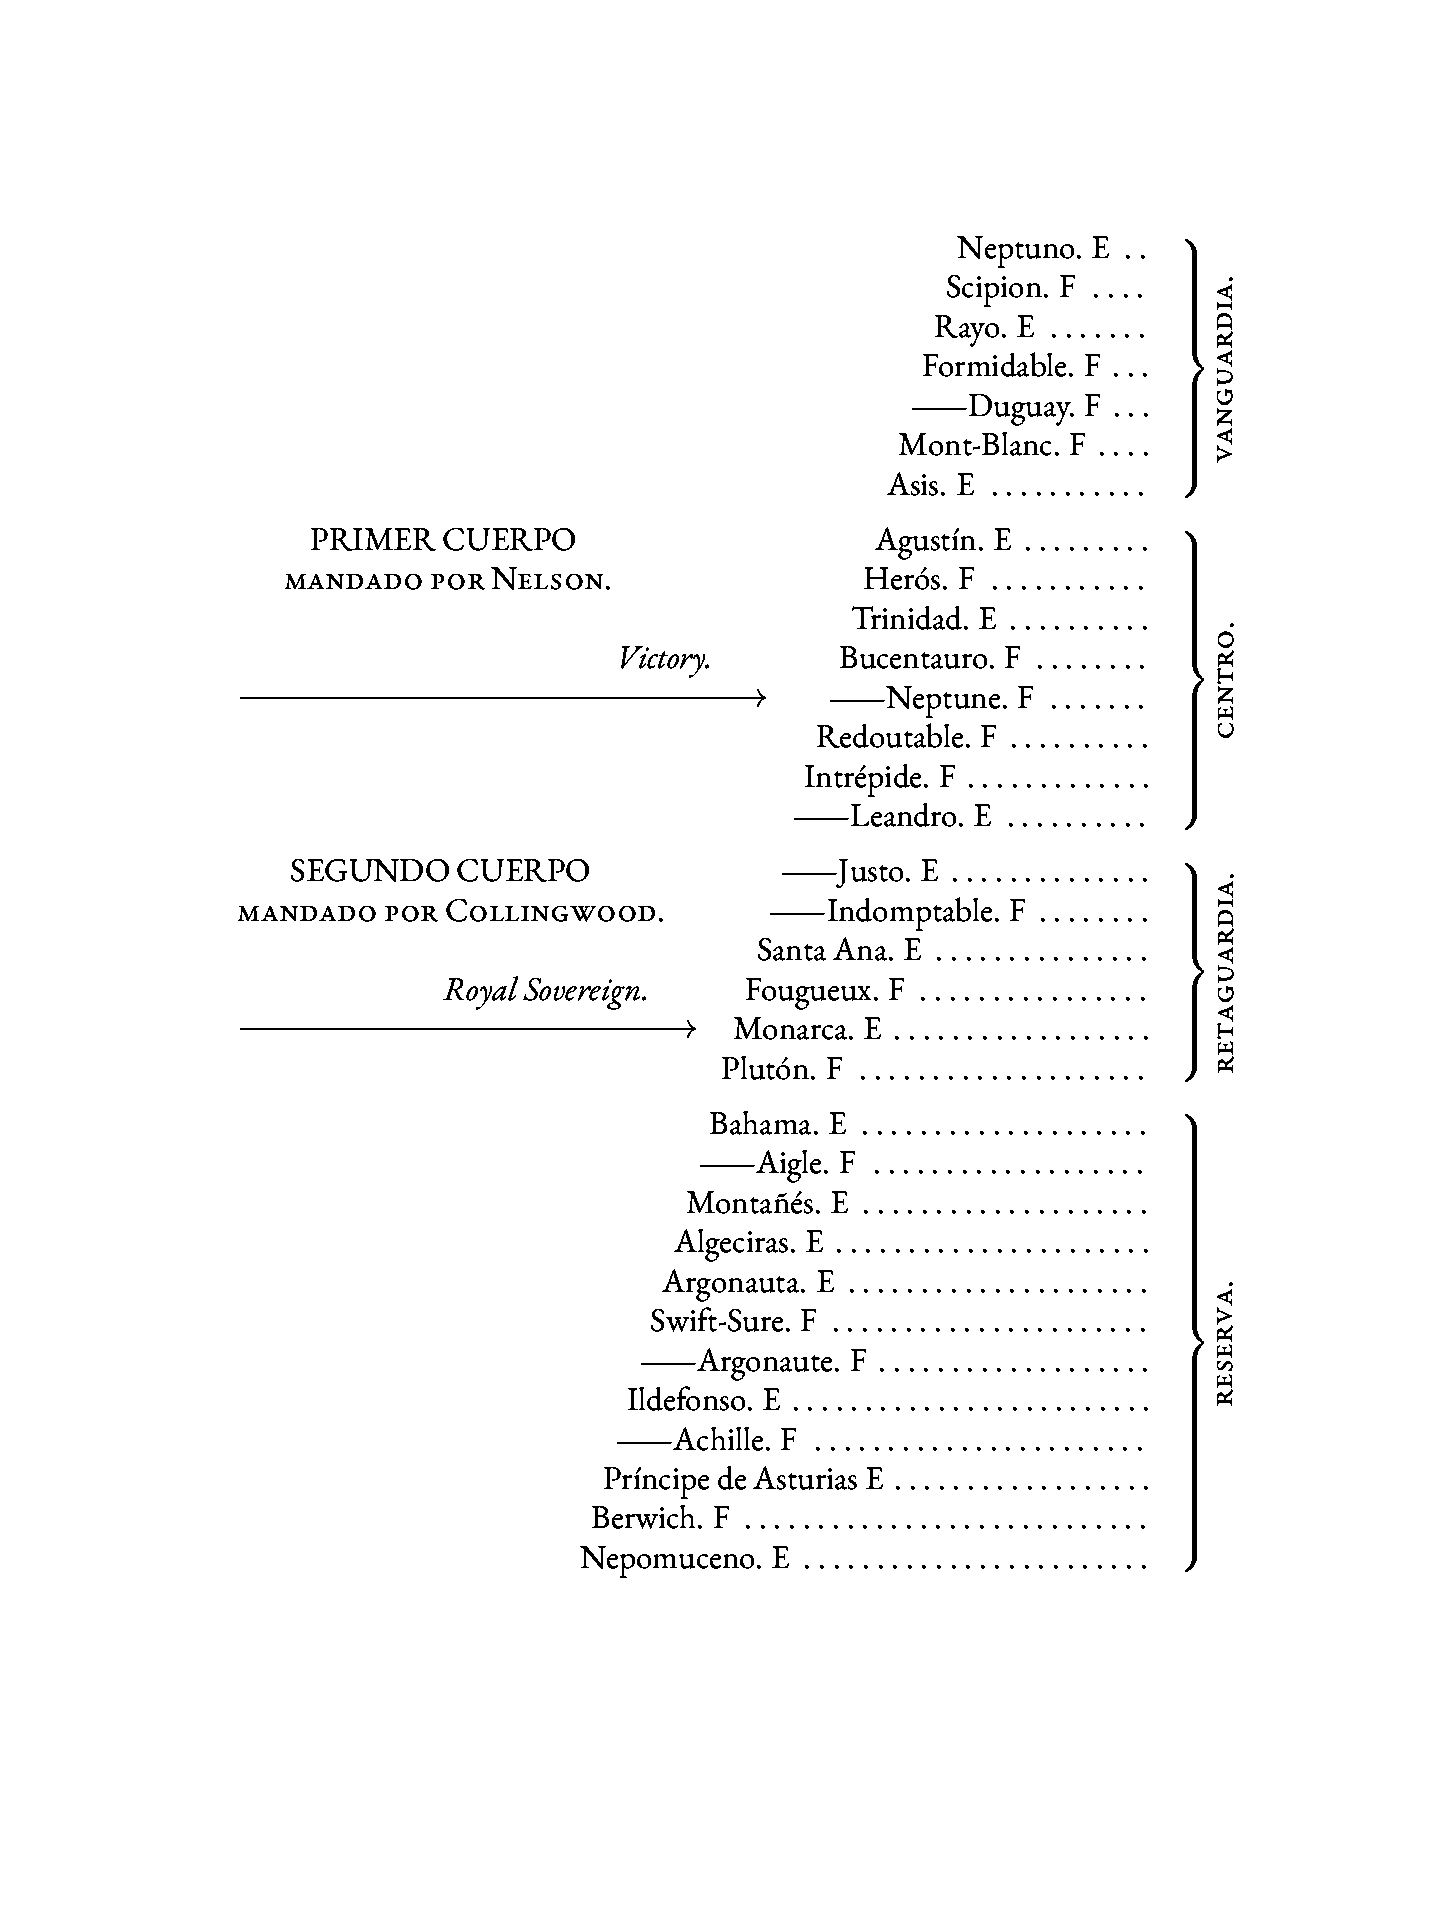 Neptuno. E . .
Scipion. F . . . .
Rayo. E . . . . . . .
Formidable. F . . .
——Duguay. F . . .
Mont-Blanc. F . . . .
Asis. E . . . . . . . . . . .
VANGUARDIA.
PRIMER CUERPO
MANDADO POR NELSON.
Victory.
Agustín. E . . . . . . . . .
Herós. F . . . . . . . . . . .
Trinidad. E . . . . . . . . . .
Bucentauro. F . . . . . . . .
——Neptune. F . . . . . . .
Redoutable. F . . . . . . . . . .
Intrépide. F . . . . . . . . . . . . .
——Leandro. E . . . . . . . . . .
CENTRO.
SEGUNDO CUERPO
MANDADO POR COLLINGWOOD.
Royal Sovereign.
——Justo. E . . . . . . . . . . . . . .
——Indomptable. F . . . . . . . .
Santa Ana. E . . . . . . . . . . . . . . .
Fougueux. F . . . . . . . . . . . . . . . .
Monarca. E . . . . . . . . . . . . . . . . . .
Plutón. F . . . . . . . . . . . . . . . . . . . .
RETAGUARDIA.
Bahama. E . . . . . . . . . . . . . . . . . . . .
——Aigle. F . . . . . . . . . . . . . . . . . . .
Montañés. E . . . . . . . . . . . . . . . . . . . .
Algeciras. E . . . . . . . . . . . . . . . . . . . . . .
Argonauta. E . . . . . . . . . . . . . . . . . . . . .
Swift-Sure. F . . . . . . . . . . . . . . . . . . . . . .
——Argonaute. F . . . . . . . . . . . . . . . . . . .
Ildefonso. E . . . . . . . . . . . . . . . . . . . . . . . . .
——Achille. F . . . . . . . . . . . . . . . . . . . . . . .
Príncipe de Asturias E . . . . . . . . . . . . . . . . . .
Berwich. F . . . . . . . . . . . . . . . . . . . . . . . . . . . .
Nepomuceno. E . . . . . . . . . . . . . . . . . . . . . . . .
RESERVA.